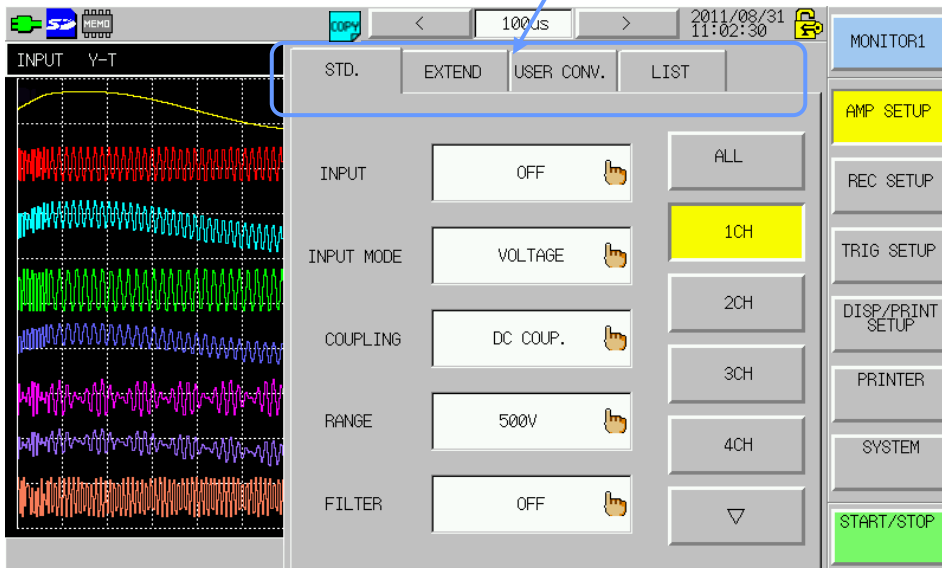 SD
MEMO
COPY
<
100us
>
2011/08/31
11:02:30
MONITOR1
INPUT Y-T
STD.
EXTEND
USER CONV.
LIST
AMP SETUP
INPUT
OFF
ALL
REC SETUP
INPUT MODE
VOLTAGE
1CH
TRIG SETUP
COUPLING
DC COUP.
2CH
DISP/PRINT
SETUP
RANGE
500V
3CH
PRINTER
4CH
SYSTEM
FILTER
OFF
▽
START/STOP